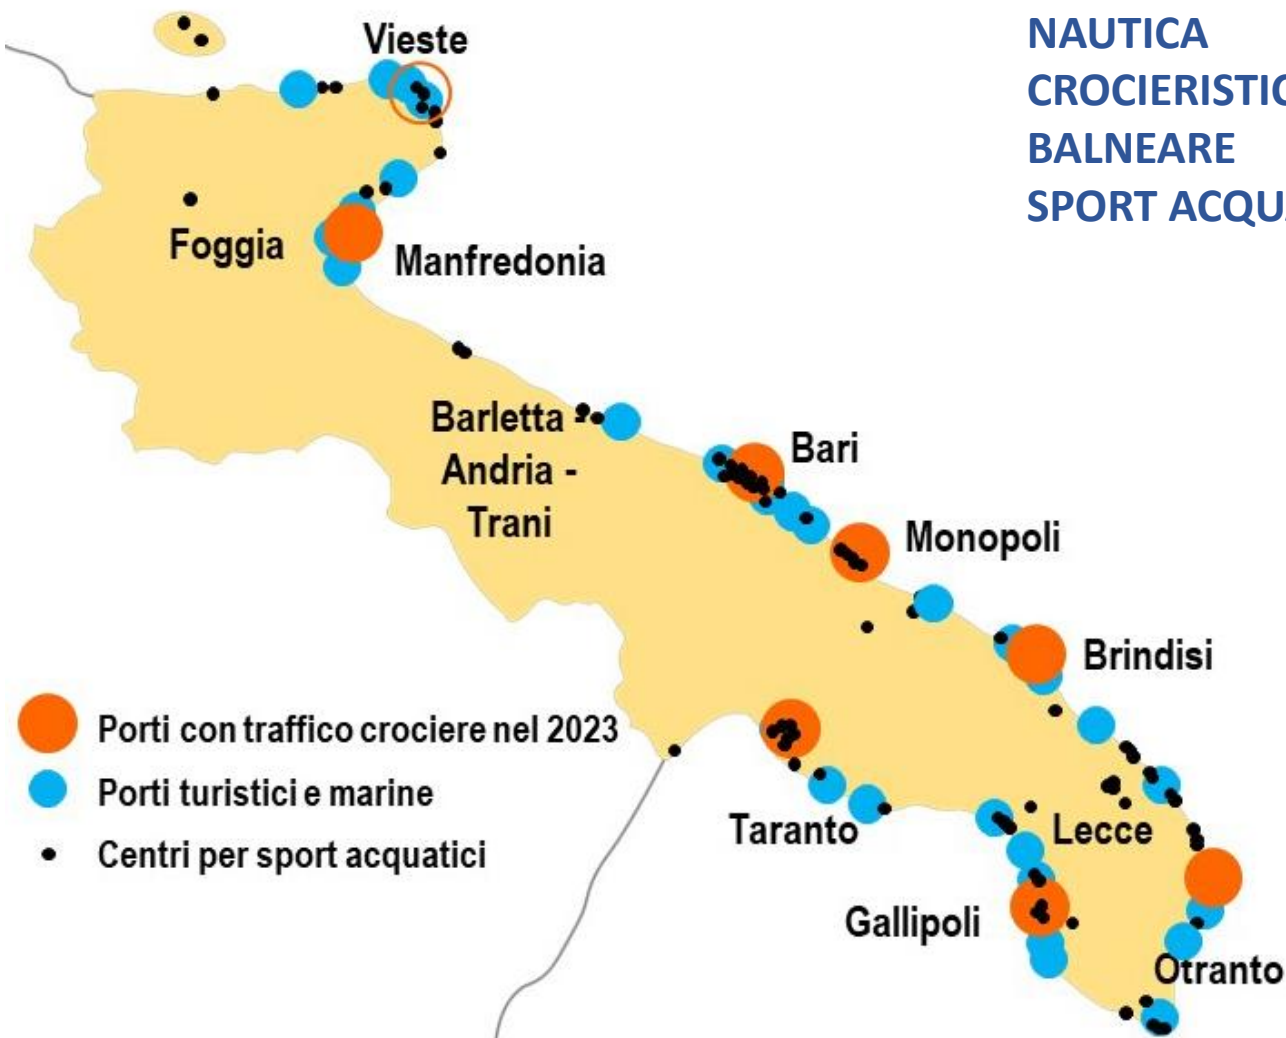 NAUTICA
BALNEARE
SPORT
Vieste
Foggia
Manfredonia
Barletta -
Andria -
Trani
Bari
Monopoli
Brindisi
Porti con traffico crociere nel 2023
Porti turistici e marine
Centri per sport acquatici
Taranto
Lecce
Gallipoli
Otranto